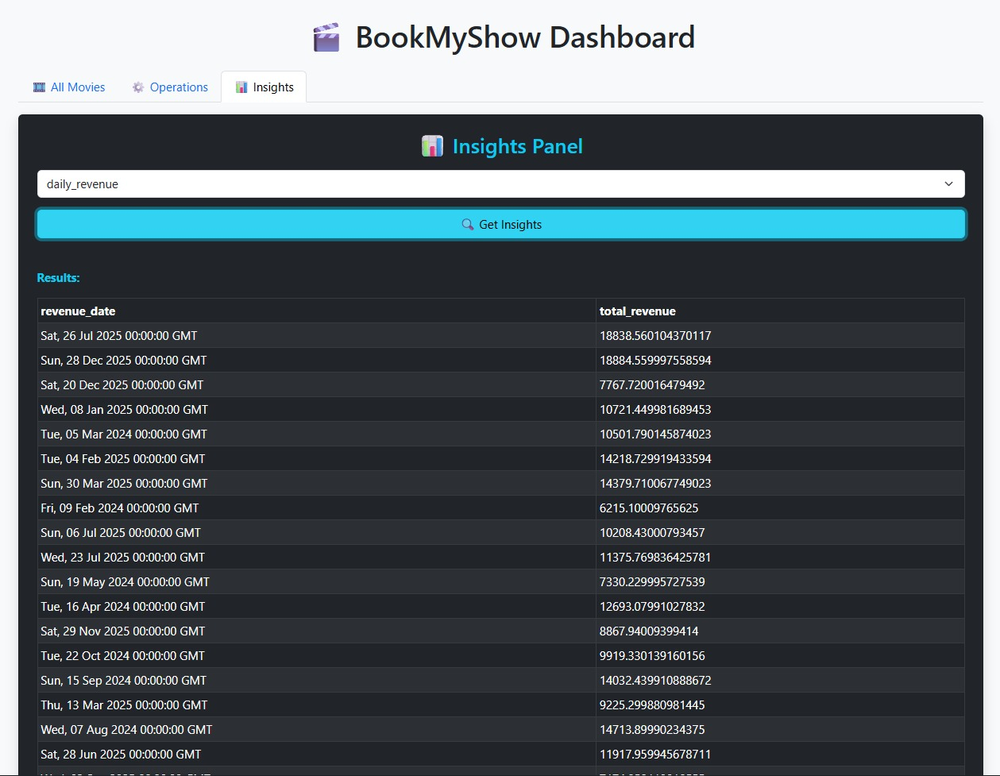 BookMyShow Dashboard
All Movies Operations Insights
Insights Panel
daily_revenue
Get Insights
Results:
revenue_date total_revenue
Sat, 26 Jul 2025 00:00:00 GMT 18838.560104370117
Sun, 28 Dec 2025 00:00:00 GMT 18884.559997558594
Sat, 20 Dec 2025 00:00:00 GMT 7767.720016479492
Wed, 08 Jan 2025 00:00:00 GMT 10721.449981689453
Tue, 05 Mar 2024 00:00:00 GMT 10501.790145874023
Tue, 04 Feb 2025 00:00:00 GMT 14218.729919433594
Sun, 30 Mar 2025 00:00:00 GMT 14379.710067749023
Fri, 09 Feb 2024 00:00:00 GMT 6215.10009765625
Sun, 06 Jul 2025 00:00:00 GMT 10208.43000793457
Wed, 23 Jul 2025 00:00:00 GMT 11375.769836425781
Sun, 19 May 2024 00:00:00 GMT 7330.229995727539
Tue, 16 Apr 2024 00:00:00 GMT 12693.07991027832
Sat, 29 Nov 2025 00:00:00 GMT 8867.94009399414
Tue, 22 Oct 2024 00:00:00 GMT 9919.330139160156
Sun, 15 Sep 2024 00:00:00 GMT 14032.439910888672
Thu, 13 Mar 2025 00:00:00 GMT 9225.299880981445
Wed, 07 Aug 2024 00:00:00 GMT 14713.89990234375
Sat, 28 Jun 2025 00:00:00 GMT 11917.959945678711